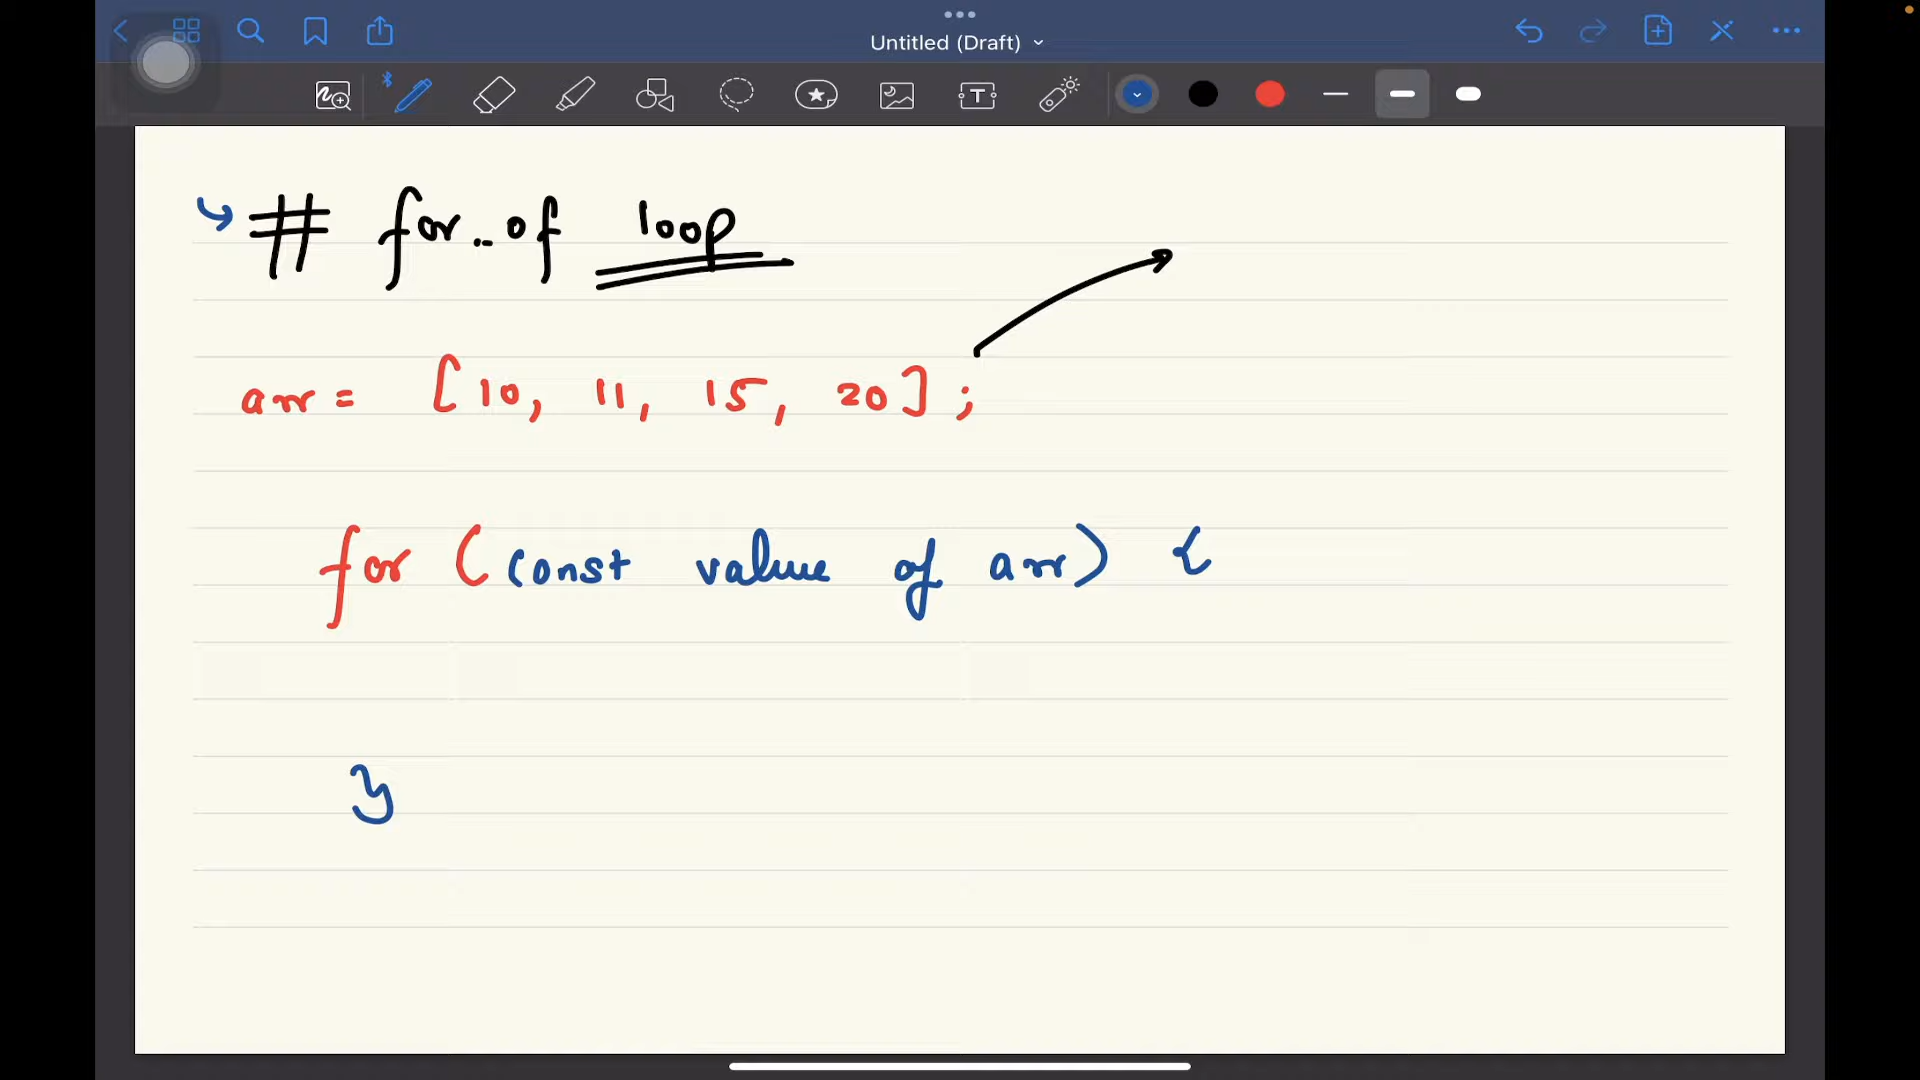 Untitled (Draft)
# for..of loop
arr = [10, 11, 15, 20];
for (const value of arr) {
}